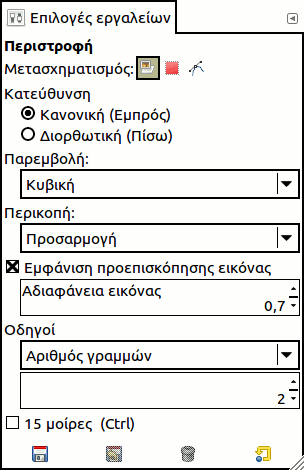 Επιλογές εργαλείων
Περιστροφή
Μετασχηματισμός:
Κατεύθυνση
Κανονική (Εμπρός)
Διορθωτική (Πίσω)
Παρεμβολή:
Κυβική
Περικοπή:
Προσαρμογή
Εμφάνιση προεπισκόπησης εικόνας
Αδιαφάνεια εικόνας
0,7
Οδηγοί
Αριθμός γραμμών
2
15 μοίρες (Ctrl)